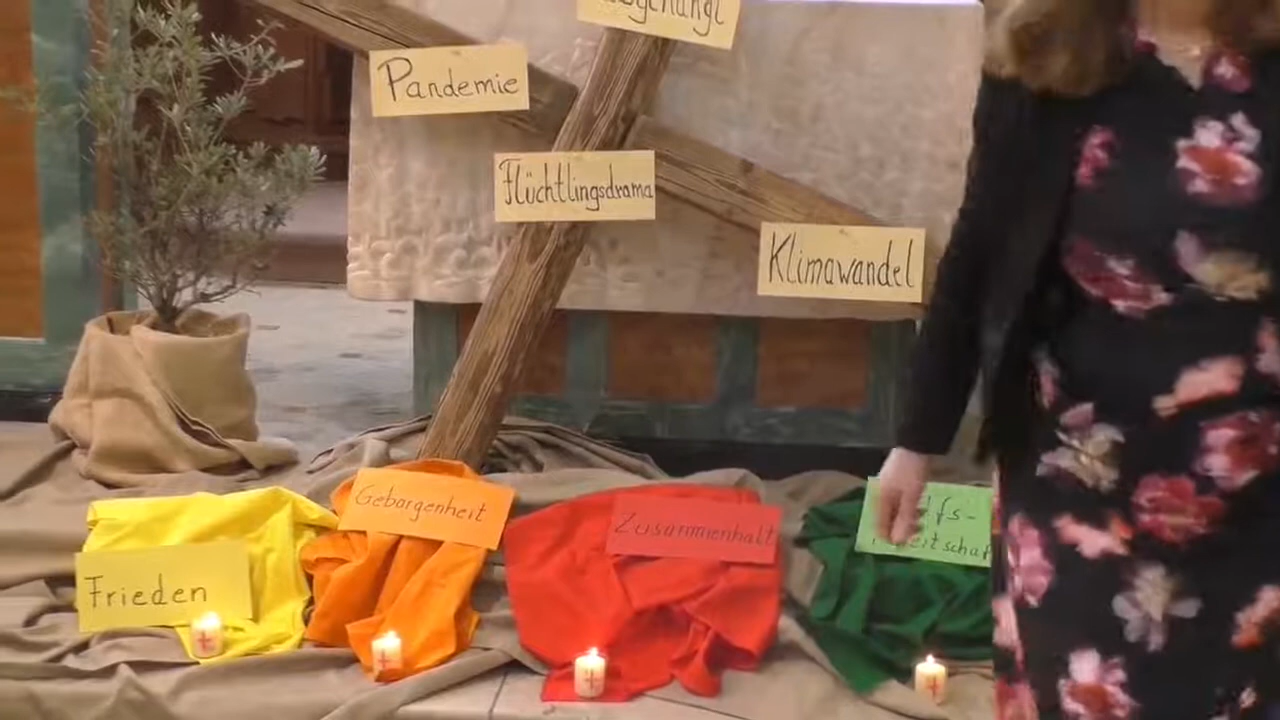 Pandemie
Flüchtlingsdrama
Klimawandel
Gebargenheit
Zusammenhalt
Frieden